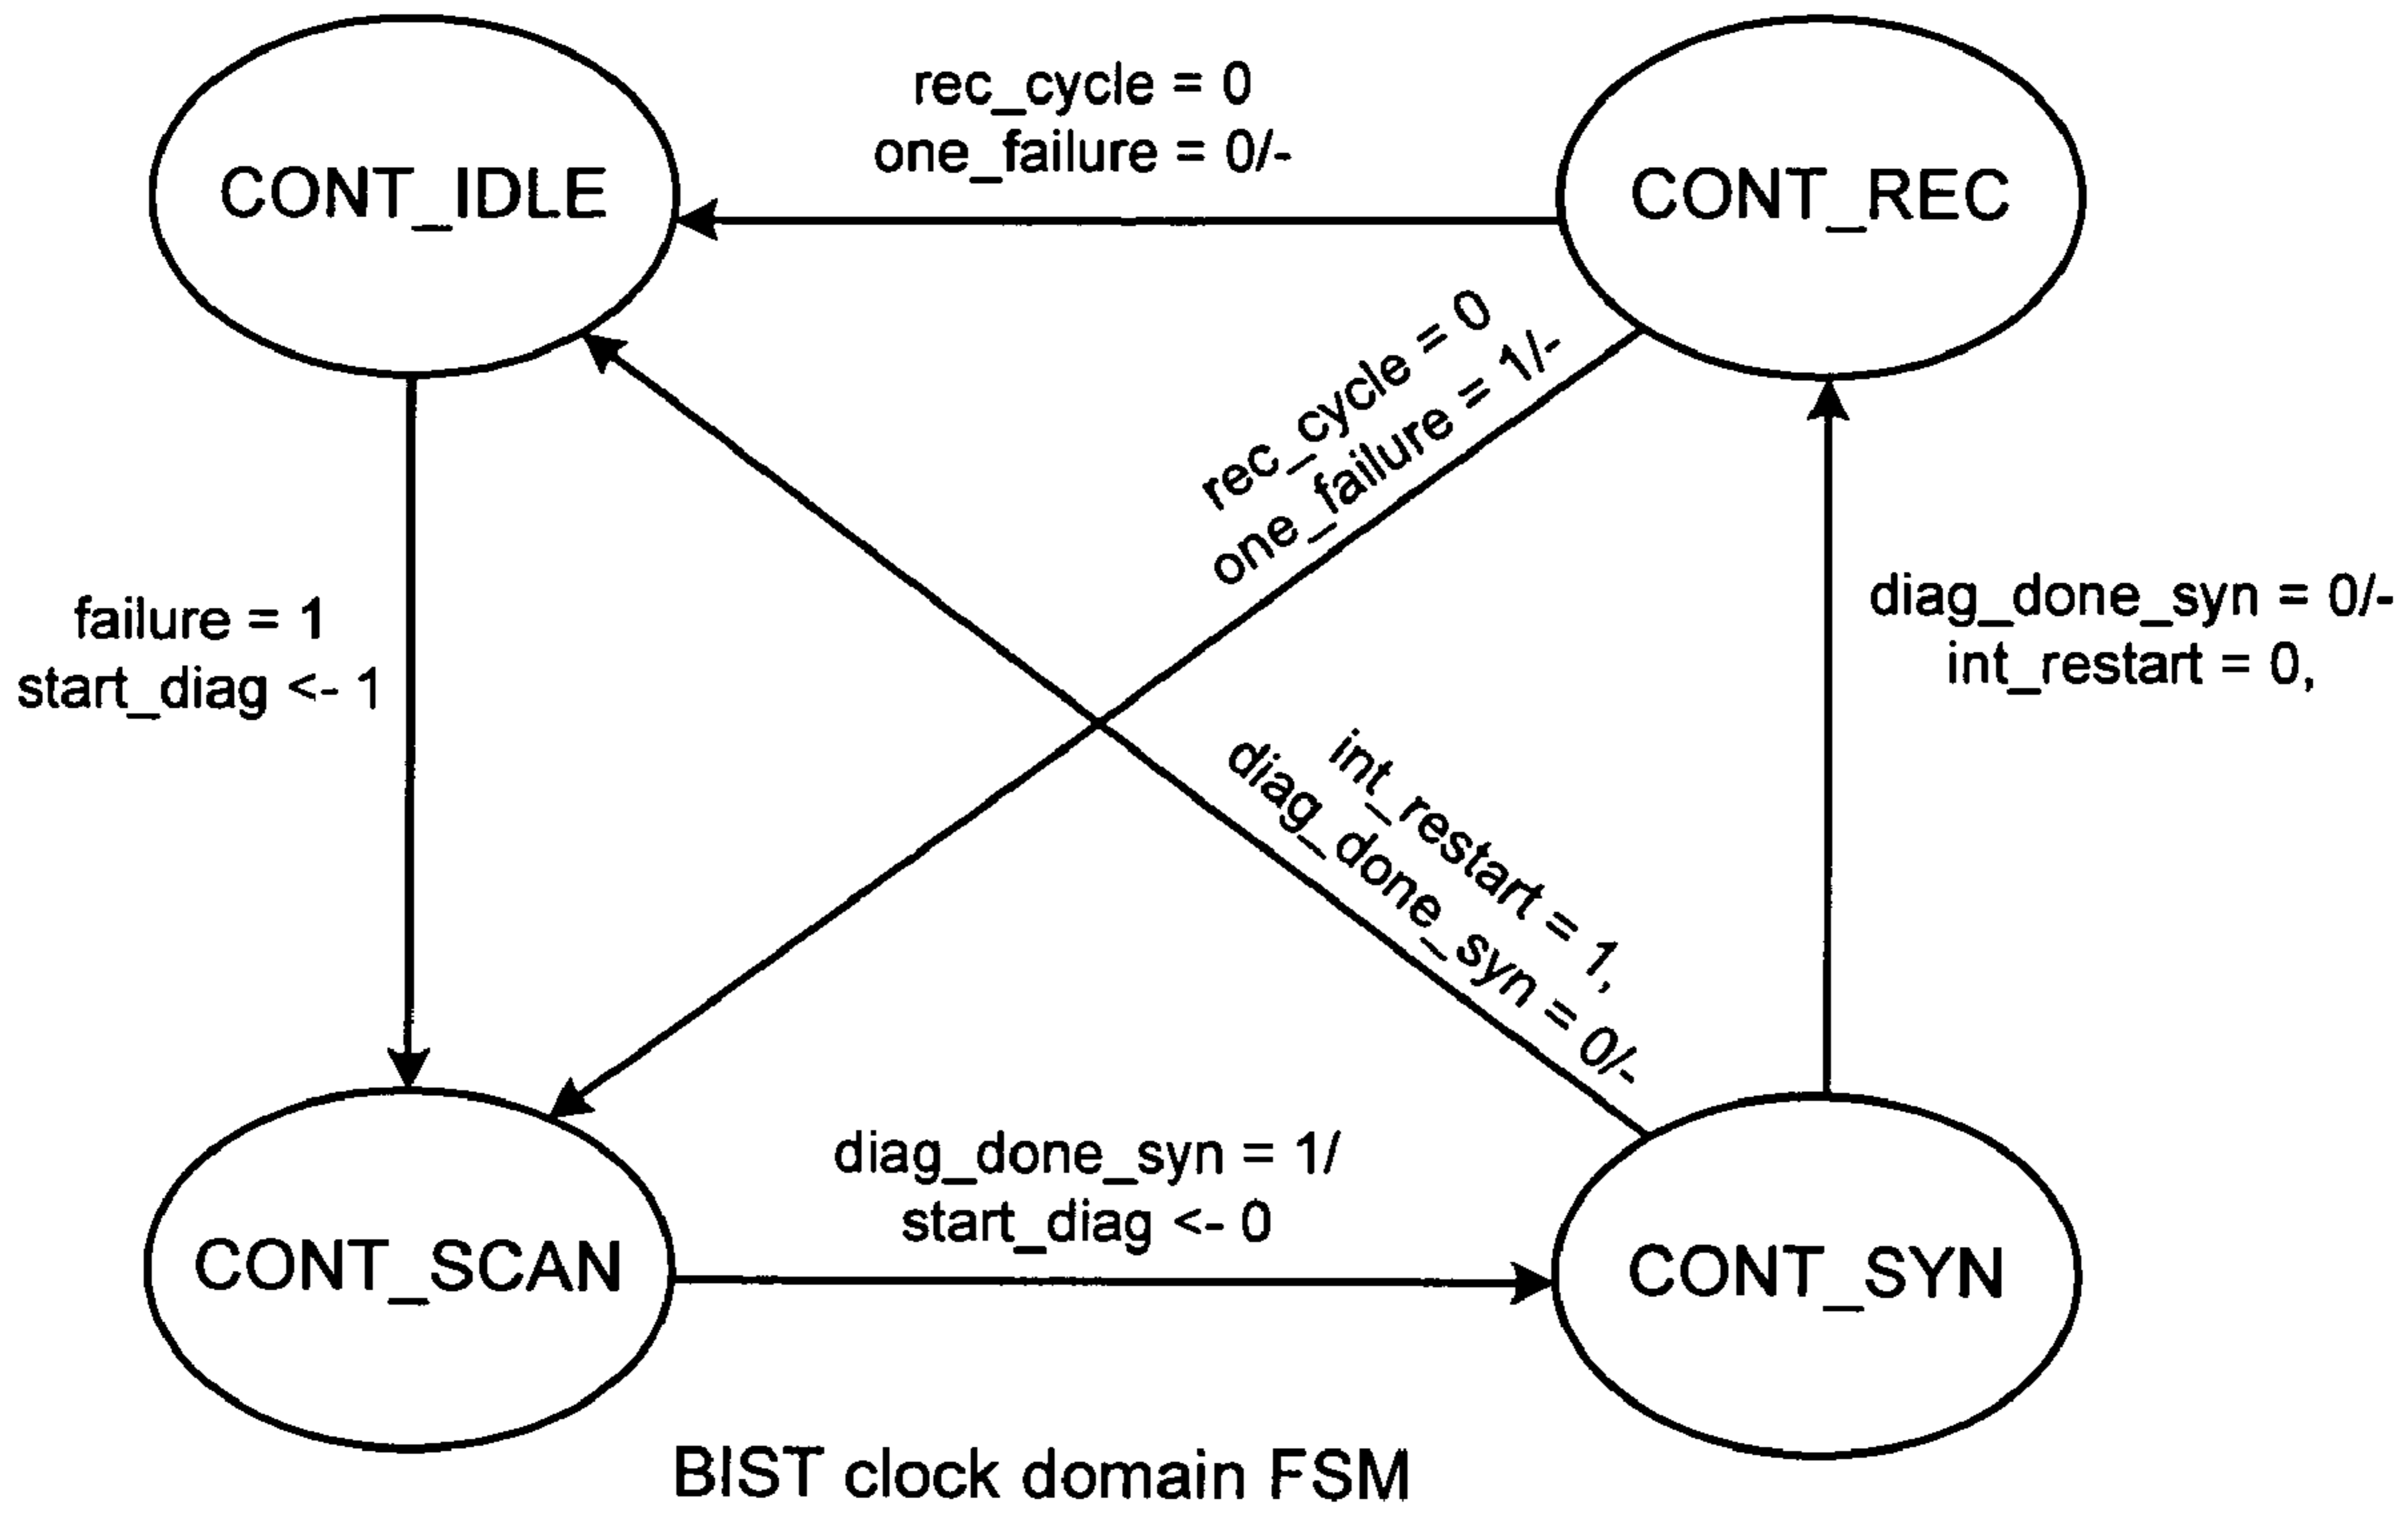 CONT_IDLE
rec_cycle = 0
one_failure = 0/-
CONT_REC
rec_cycle = 0
one_failure = 1/-
failure = 1
start_diag <- 1
diag_done_syn = 0/-
int_restart = 0,
int_restart = 1,
diag_done_syn = 0/-
diag_done_syn = 1/
start_diag <- 0
CONT_SCAN
CONT_SYN
BIST clock domain FSM